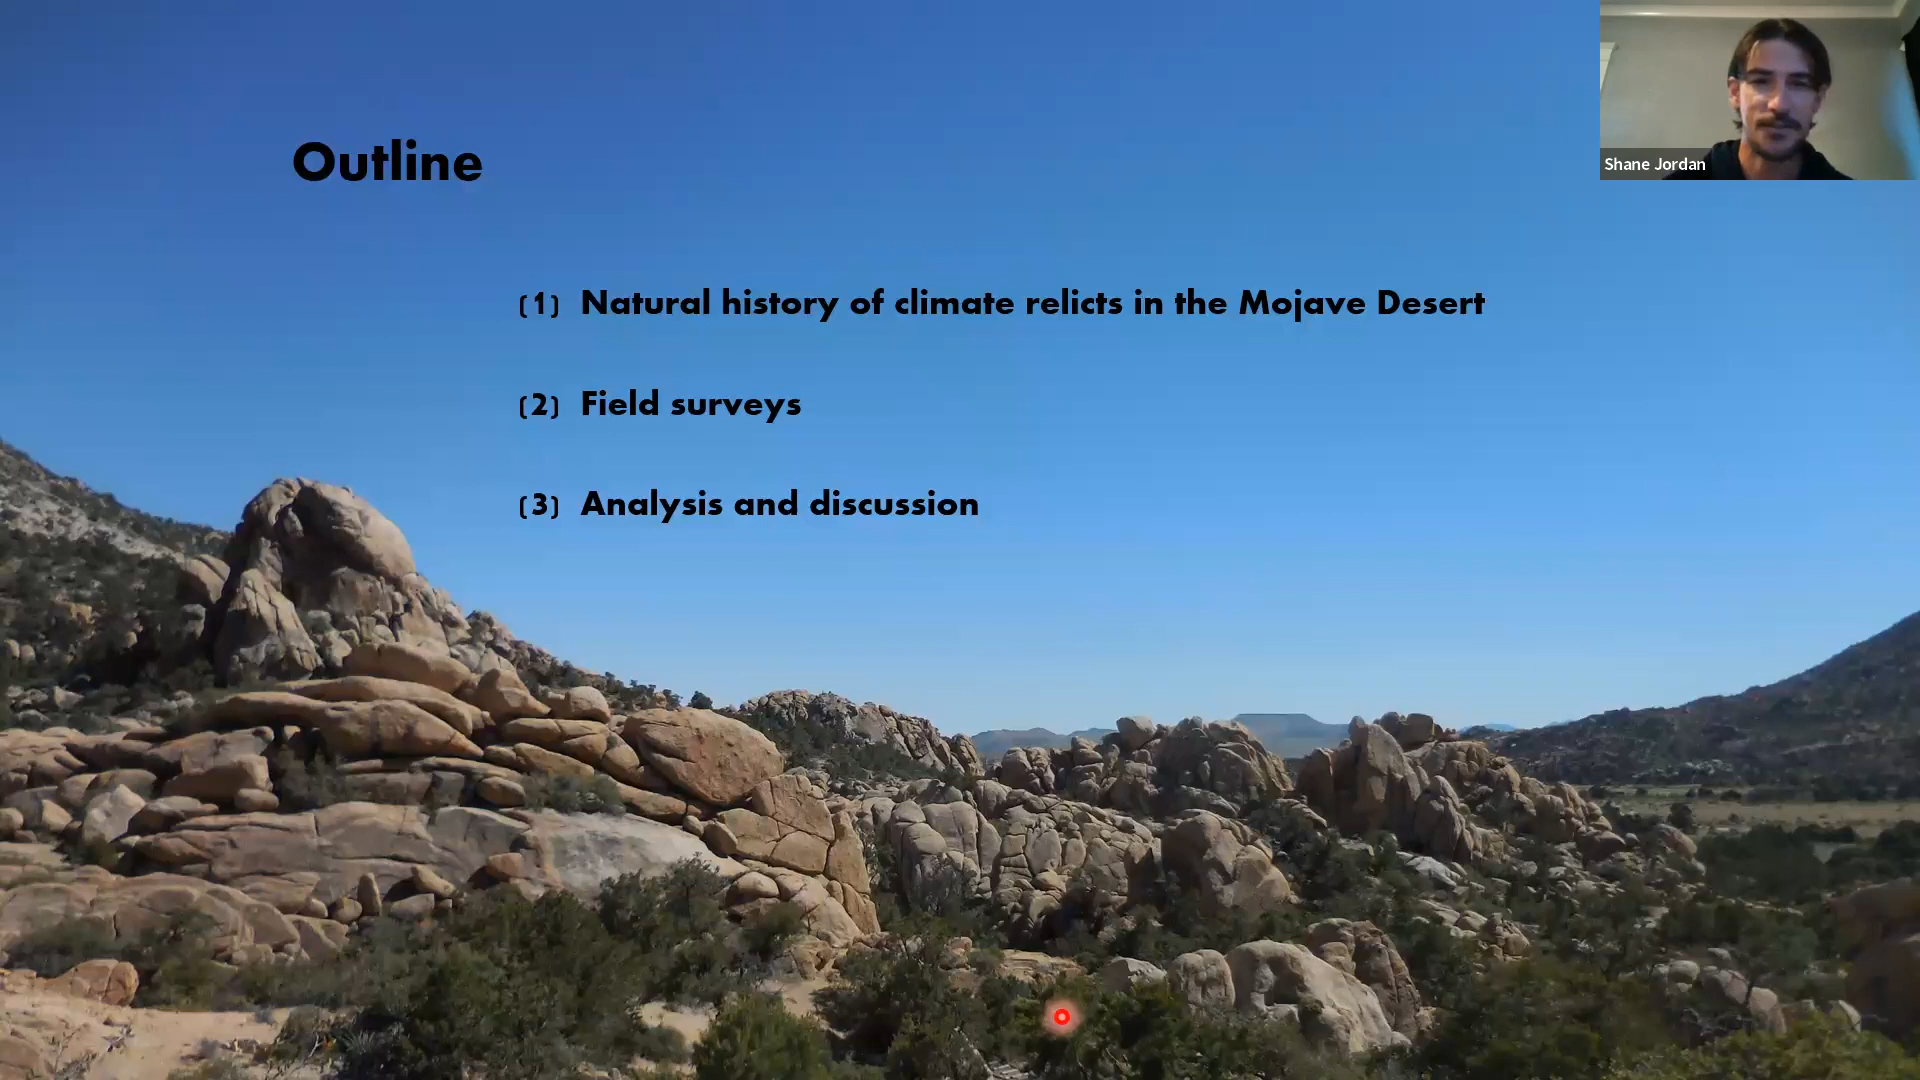 Outline
Shane Jordan
(1) Natural history of climate relicts in the Mojave Desert
(2) Field surveys
(3) Analysis and discussion